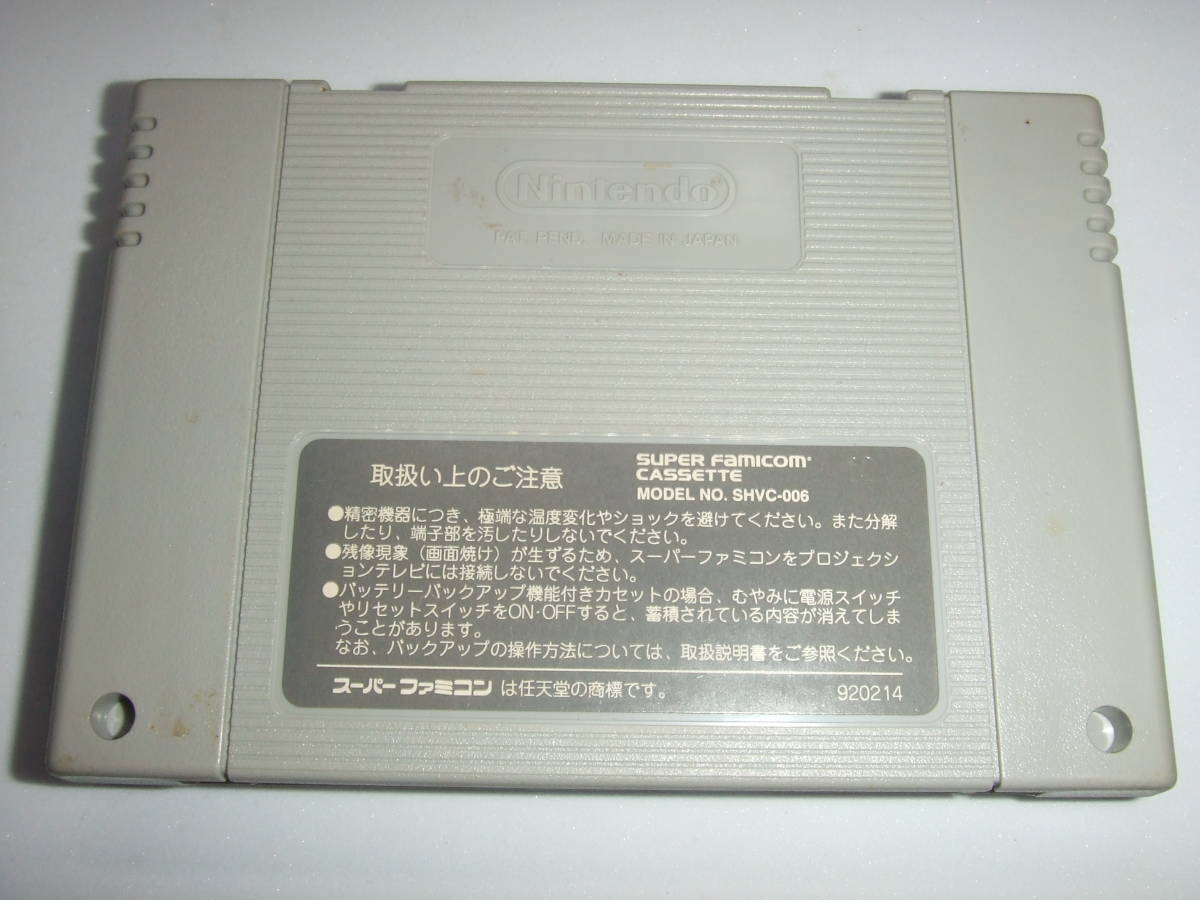 Nintendo
PAT. PEND. MADE IN JAPAN
取扱い上のご注意
SUPER FAMICOM
CASSETTE
MODEL NO. SHVC-006
●精密機器につき、極端な温度変化やショックを避けてください。また分解
したり、端子部を汚したりしないでください。
●残像現象（画面焼け）が生ずるため、スーパーファミコンをプロジェクシ
ョンテレビには接続しないでください。
●バッテリーバックアップ機能付きカセットの場合、むやみに電源スイッチ
やリセットスイッチをON·OFFすると、蓄積されている内容が消えてしま
うことがあります。
なお、バックアップの操作方法については、取扱説明書をご参照ください。
スーパーファミコン は任天堂の商標です。
920214